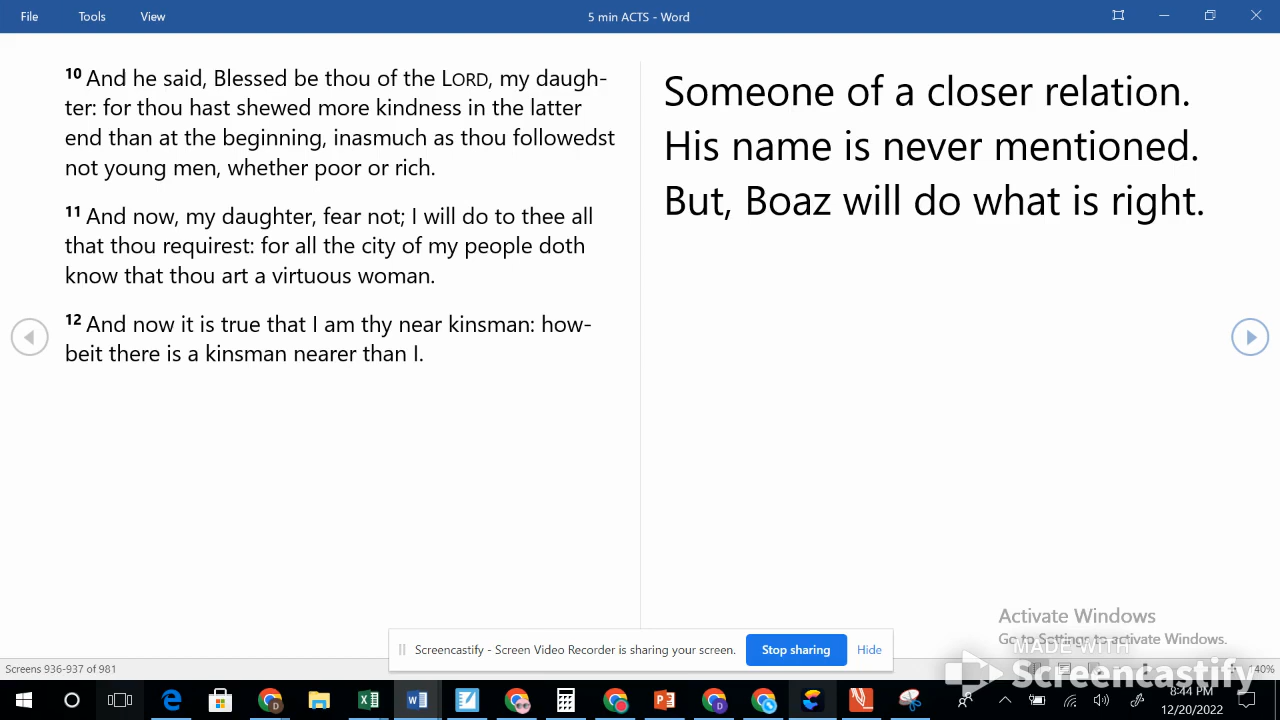 File Tools View 5 min ACTS - Word
10 And he said, Blessed be thou of the LORD, my daugh-
ter: for thou hast shewed more kindness in the latter
end than at the beginning, inasmuch as thou followedst
not young men, whether poor or rich.
11 And now, my daughter, fear not; I will do to thee all
that thou requirest: for all the city of my people doth
know that thou art a virtuous woman.
12 And now it is true that I am thy near kinsman: how-
beit there is a kinsman nearer than I.
Someone of a closer relation.
His name is never mentioned.
But, Boaz will do what is right.
Activate Windows
Go to Settings to activate Windows.
MADE WITH
Screencastify
Screencastify - Screen Video Recorder is sharing your screen. Stop sharing Hide
Screens 936-937 of 981
140%
8:44 PM
12/20/2022